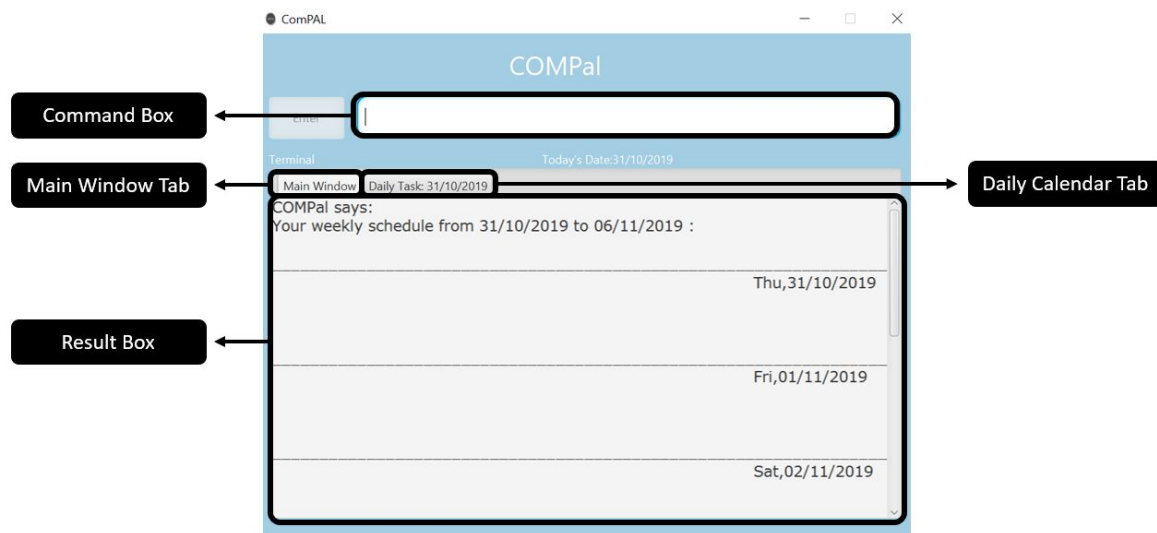 ComPAL
COMPal
Command Box
Enter
Terminal
Today's Date:31/10/2019
Main Window Tab
Main Window
Daily Task: 31/10/2019
Daily Calendar Tab
COMPal says:
Your weekly schedule from 31/10/2019 to 06/11/2019 :
Thu,31/10/2019
Result Box
Fri,01/11/2019
Sat,02/11/2019